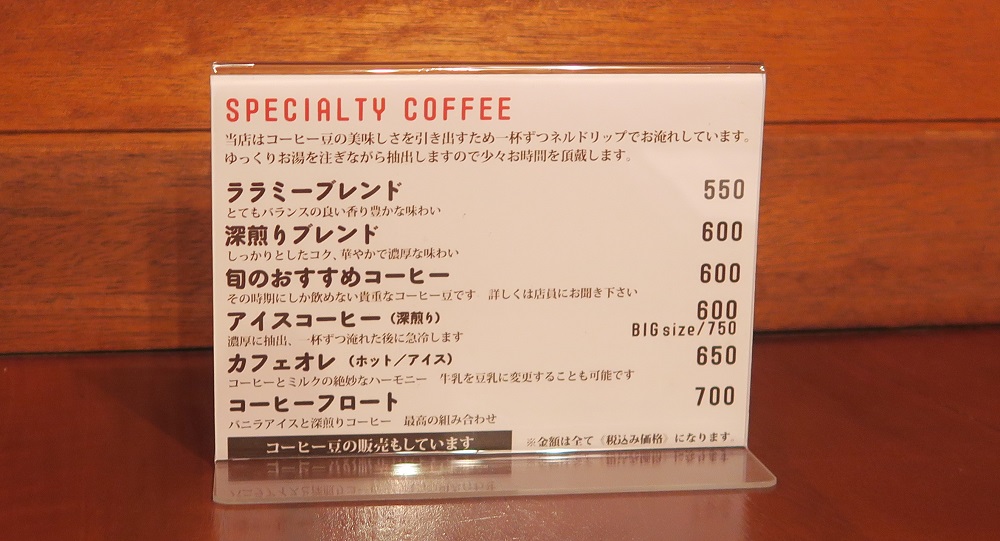 SPECIALTY COFFEE
当店はコーヒー豆の美味しさを引き出すため一杯ずつネルドリップでお淹れしています。
ゆっくりお湯を注ぎながら抽出しますので少々お時間を頂戴します。
ララミーブレンド 550
とてもバランスの良い香り豊かな味わい
深煎りブレンド 600
しっかりとしたコク、華やかで濃厚な味わい
旬のおすすめコーヒー 600
その時期にしか飲めない貴重なコーヒー豆です 詳しくは店員にお聞き下さい
アイスコーヒー(深煎り) 600
濃厚に抽出、一杯ずつ淹れた後に急冷します BIG size/750
カフェオレ (ホット/アイス) 650
コーヒーとミルクの絶妙なハーモニー 牛乳を豆乳に変更することも可能です
コーヒーフロート 700
バニラアイスと深煎りコーヒー 最高の組み合わせ
コーヒー豆の販売もしています ※金額は全て《税込み価格》になります。